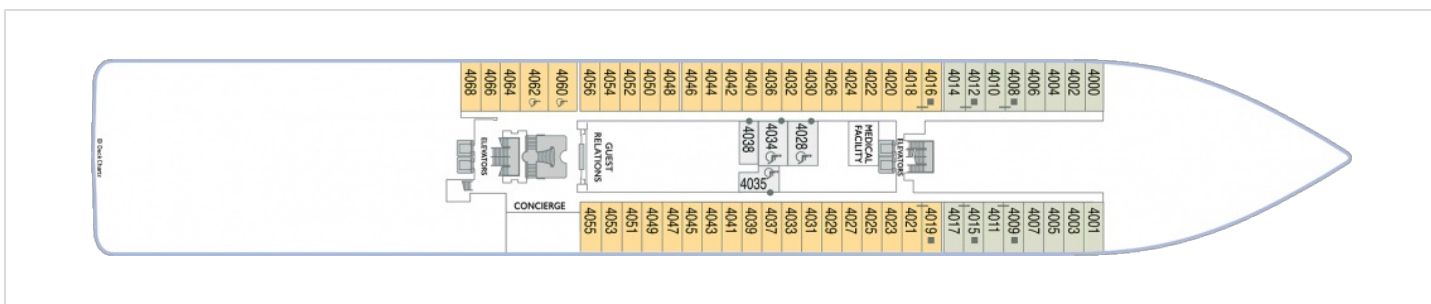 4068 4066 4064 4062 4060 4056 4054 4052 4050 4048 4046 4044 4042 4040 4036 4032 4030 4026 4024 4022 4020 4018 4016 4014 4012 4010 4008 4006 4004 4002 4000
© Deck Charts
ELEVATORS
GUEST
RELATIONS
4038
4034
4028
MEDICAL
FACILITY
ELEVATORS
4035
CONCIERGE
4055 4053 4051 4049 4047 4045 4043 4041 4039 4037 4033 4031 4029 4027 4025 4023 4021 4019 4017 4015 4011 4009 4007 4005 4003 4001